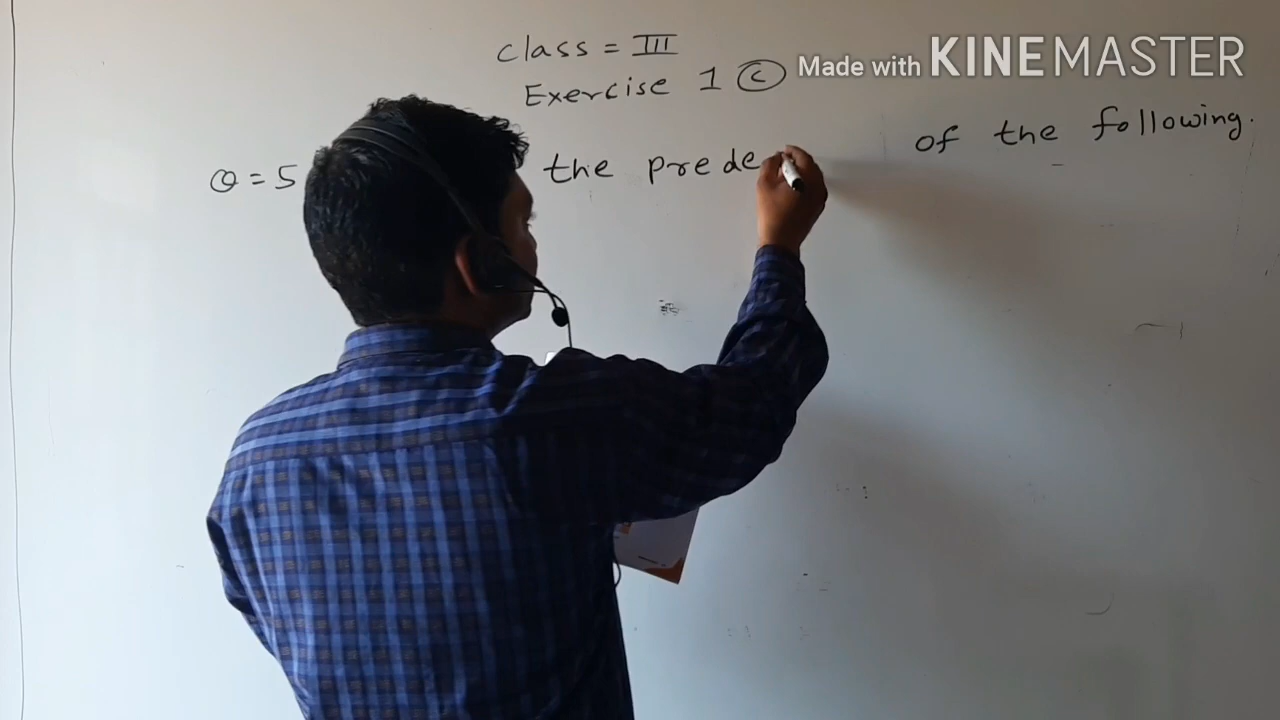 class = III
Exercise 1 (c)
Made with KINEMASTER
Q = 5 the prede of the following.